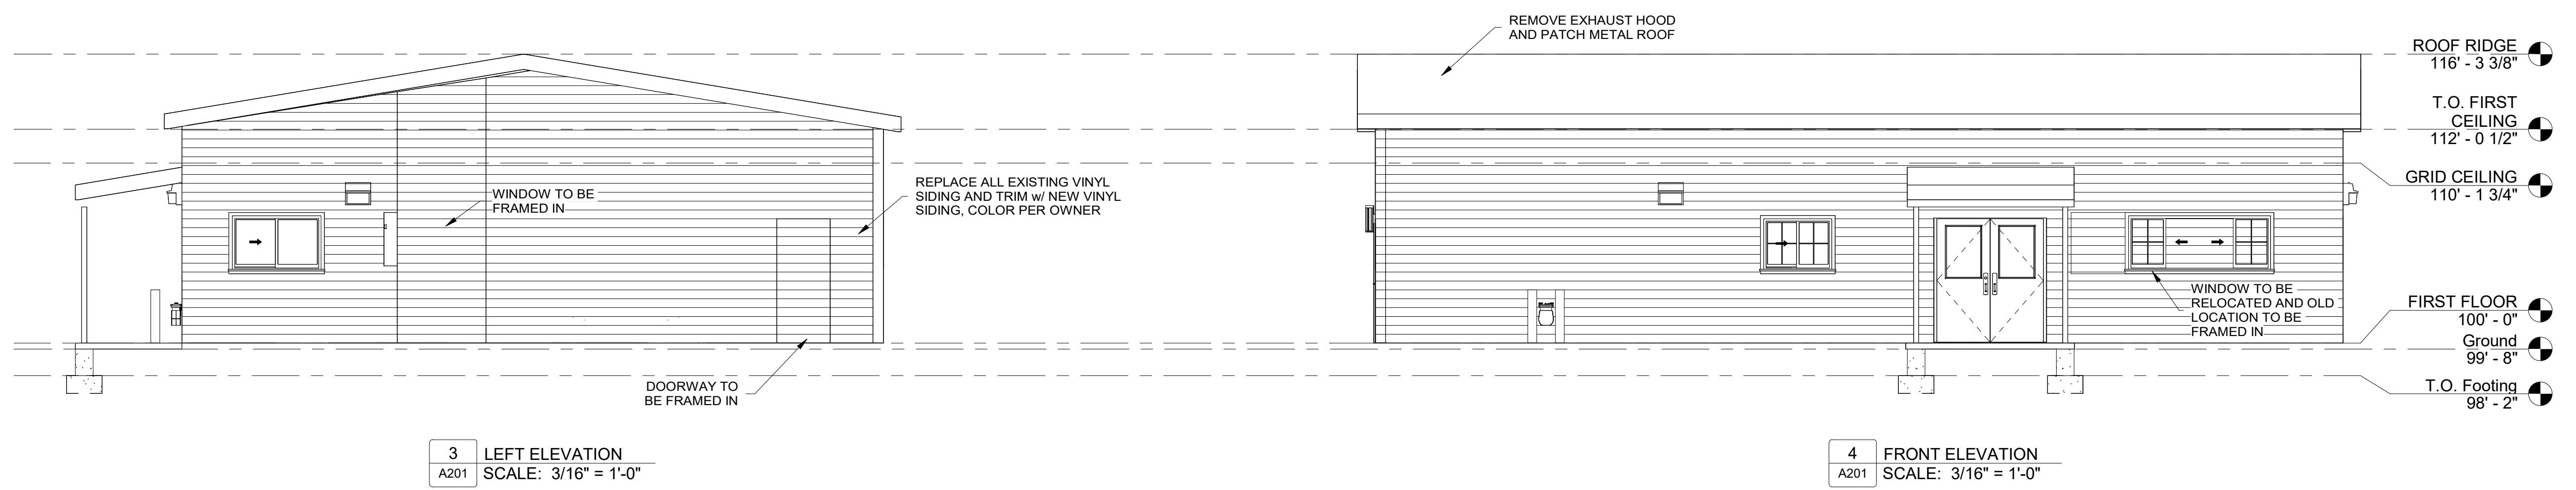 REMOVE EXHAUST HOOD
AND PATCH METAL ROOF
WINDOW TO BE
FRAMED IN
REPLACE ALL EXISTING VINYL
SIDING AND TRIM w/ NEW VINYL
SIDING, COLOR PER OWNER
DOORWAY TO
BE FRAMED IN
WINDOW TO BE
RELOCATED AND OLD
LOCATION TO BE
FRAMED IN
ROOF RIDGE
116' - 3 3/8"
T.O. FIRST
CEILING
112' - 0 1/2"
GRID CEILING
110' - 1 3/4"
FIRST FLOOR
100' - 0"
Ground
99' - 8"
T.O. Footing
98' - 2"
3
LEFT ELEVATION
A201
SCALE: 3/16" = 1'-0"
4
FRONT ELEVATION
A201
SCALE: 3/16" = 1'-0"